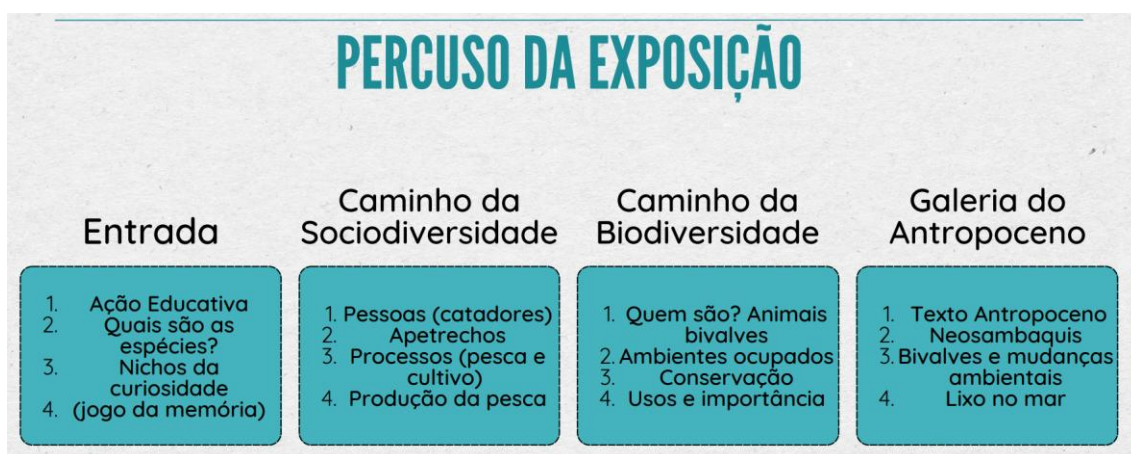 PERCUSO DA EXPOSIÇÃO
Entrada
1. Ação Educativa
2. Quais são as
espécies?
3. Nichos da
curiosidade
4. (jogo da memória)
Caminho da
Sociodiversidade
1. Pessoas (catadores)
2. Apetrechos
3. Processos (pesca e
cultivo)
4. Produção da pesca
Caminho da
Biodiversidade
1. Quem são? Animais
bivalves
2. Ambientes ocupados
3. Conservação
4. Usos e importância
Galeria do
Antropoceno
1. Texto Antropoceno
2. Neosambaquis
3. Bivalves e mudanças
ambientais
4. Lixo no mar